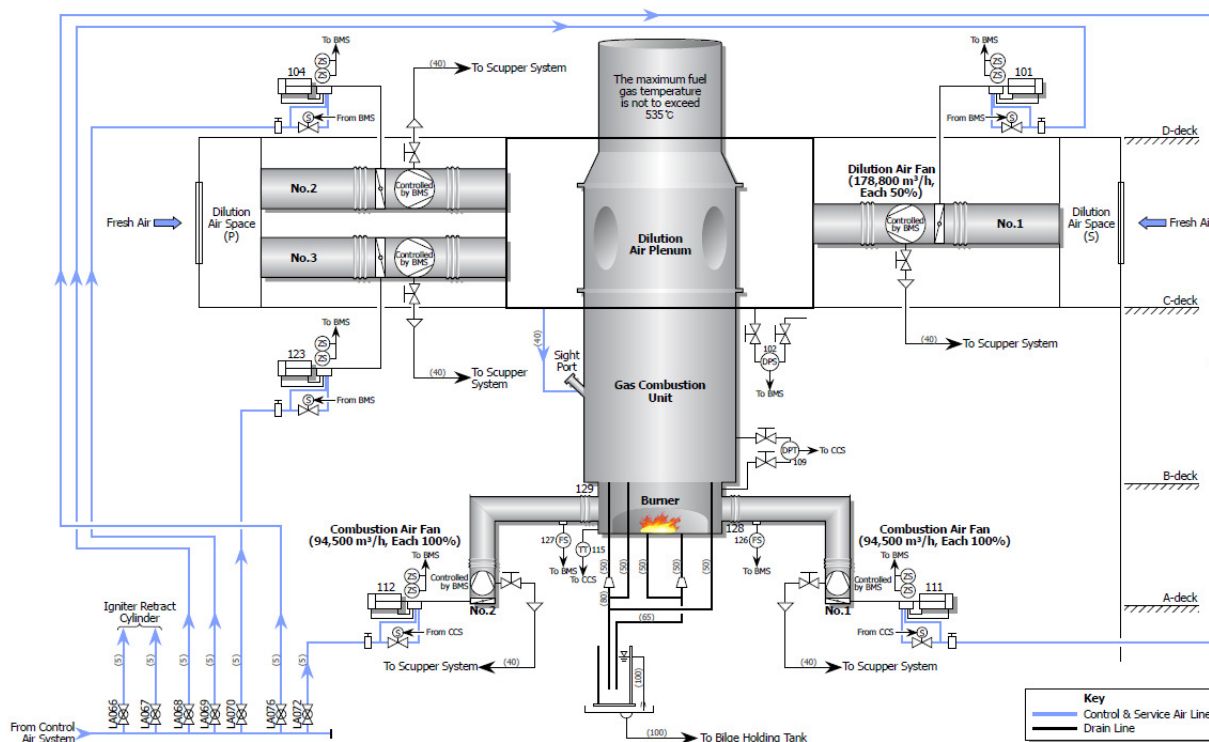 To BMS
ZS
ZS
104
S
From BMS
(40)
To Scupper System
The maximum fuel
gas temperature
is not to exceed
535℃
To BMS
ZS
ZS
101
S
From BMS
D-deck
No.2
Controlled
by BMS
Dilution Air Fan
(178,800 m³/h,
Each 50%)
Fresh Air
Dilution
Air Space
(P)
Dilution
Air Plenum
Controlled
by BMS
No.1
Dilution
Air Space
(S)
Fresh Air
No.3
Controlled
by BMS
C-deck
To BMS
ZS
ZS
123
S
From BMS
(40)
To Scupper
System
(40)
Sight
Port
Gas Combustion
Unit
102
DPS
To BMS
(40)
To Scupper System
DPT
To CCS
109
B-deck
129
Burner
128
Combustion Air Fan
(94,500 m³/h, Each 100%)
127
FS
To BMS
TT
115
To CCS
126
FS
To BMS
Combustion Air Fan
(94,500 m³/h, Each 100%)
To BMS
ZS
ZS
112
Controlled
by BMS
No.2
S
From CCS
(50)
(50)
(50)
(50)
(50)
(80)
(65)
To BMS
ZS
ZS
111
Controlled
by BMS
No.1
S
From CCS
A-deck
Igniter Retract
Cylinder
To Scupper System
(40)
(40)
To Scupper System
(5)
(5)
(5)
(5)
(5)
(5)
(5)
LA066
LA067
LA068
LA069
LA070
LA076
LA072
From Control
Air System
(100)
(100)
To Bilge Holding Tank
Key
Control & Service Air Line
Drain Line